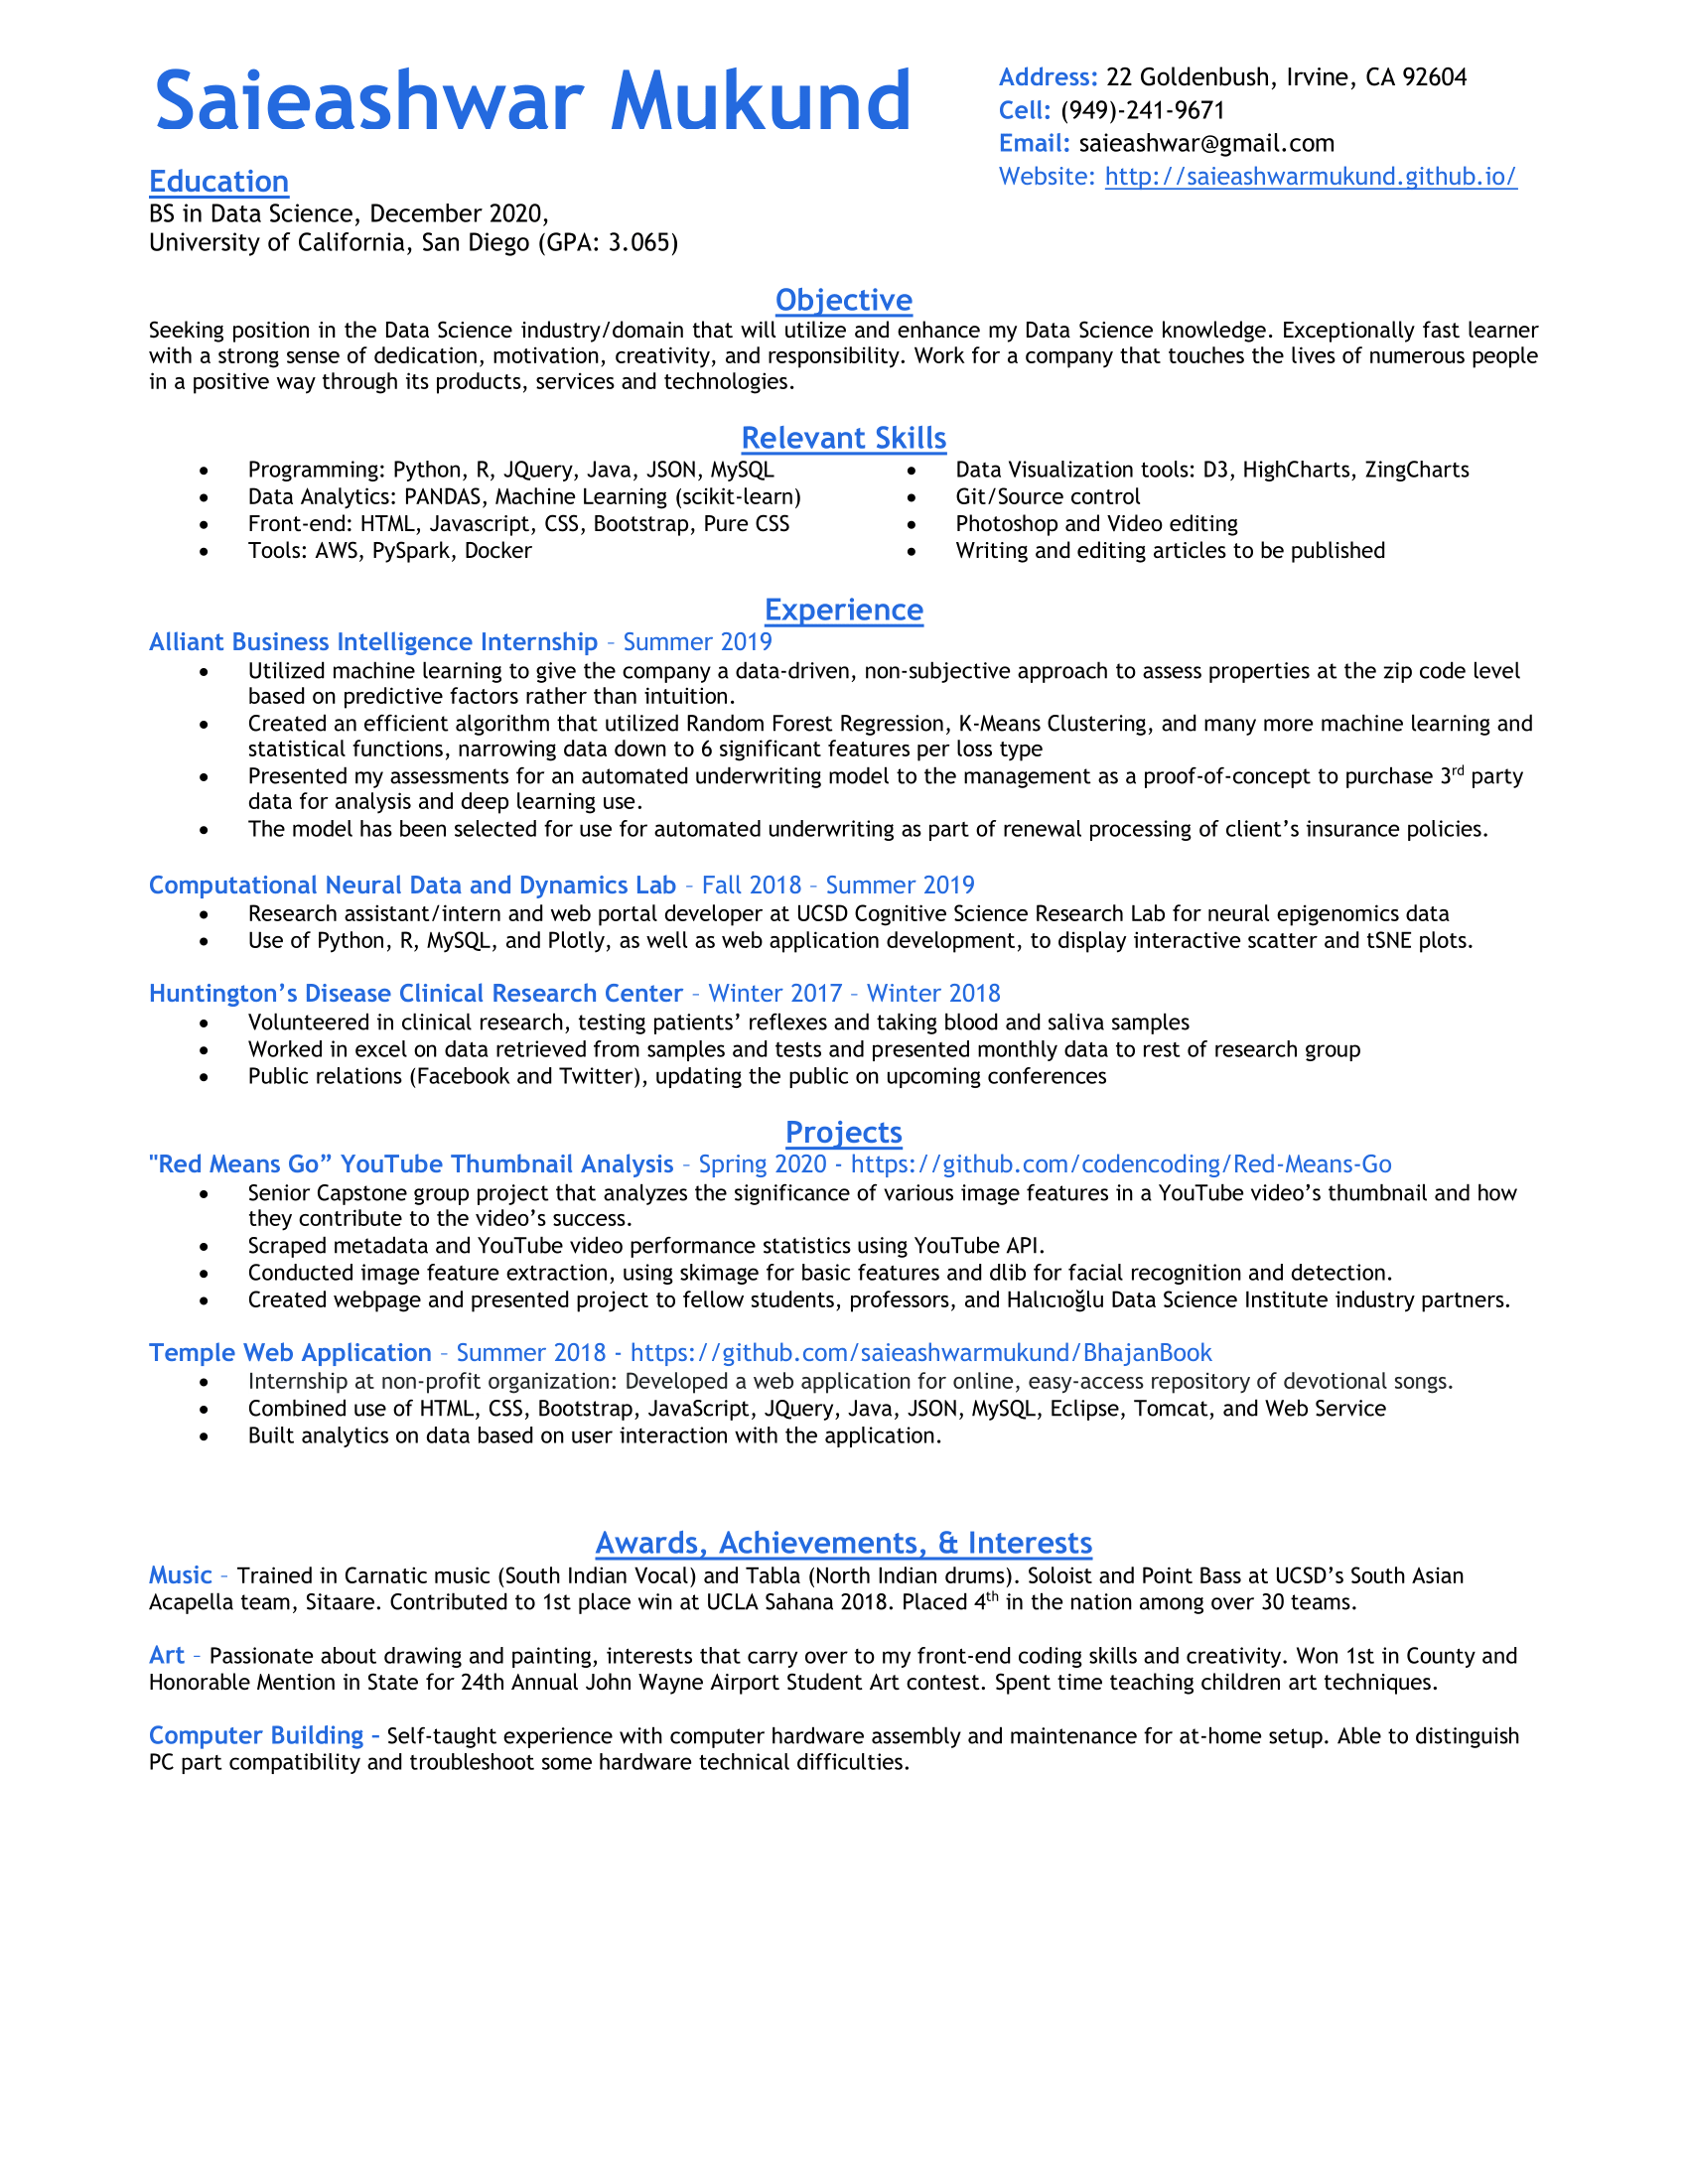 Saieashwar Mukund
Address: 22 Goldenbush, Irvine, CA 92604
Cell: (949)-241-9671
Email: saieashwar@gmail.com
Website: http://saieashwarmukund.github.io/
Education
BS in Data Science, December 2020,
University of California, San Diego (GPA: 3.065)
Objective
Seeking position in the Data Science industry/domain that will utilize and enhance my Data Science knowledge. Exceptionally fast learner
with a strong sense of dedication, motivation, creativity, and responsibility. Work for a company that touches the lives of numerous people
in a positive way through its products, services and technologies.
Relevant Skills
• Programming: Python, R, JQuery, Java, JSON, MySQL
• Data Analytics: PANDAS, Machine Learning (scikit-learn)
• Front-end: HTML, Javascript, CSS, Bootstrap, Pure CSS
• Tools: AWS, PySpark, Docker
• Data Visualization tools: D3, HighCharts, ZingCharts
• Git/Source control
• Photoshop and Video editing
• Writing and editing articles to be published
Experience
Alliant Business Intelligence Internship – Summer 2019
• Utilized machine learning to give the company a data-driven, non-subjective approach to assess properties at the zip code level
based on predictive factors rather than intuition.
• Created an efficient algorithm that utilized Random Forest Regression, K-Means Clustering, and many more machine learning and
statistical functions, narrowing data down to 6 significant features per loss type
• Presented my assessments for an automated underwriting model to the management as a proof-of-concept to purchase 3rd party
data for analysis and deep learning use.
• The model has been selected for use for automated underwriting as part of renewal processing of client’s insurance policies.
Computational Neural Data and Dynamics Lab – Fall 2018 – Summer 2019
• Research assistant/intern and web portal developer at UCSD Cognitive Science Research Lab for neural epigenomics data
• Use of Python, R, MySQL, and Plotly, as well as web application development, to display interactive scatter and tSNE plots.
Huntington’s Disease Clinical Research Center – Winter 2017 – Winter 2018
• Volunteered in clinical research, testing patients’ reflexes and taking blood and saliva samples
• Worked in excel on data retrieved from samples and tests and presented monthly data to rest of research group
• Public relations (Facebook and Twitter), updating the public on upcoming conferences
Projects
"Red Means Go” YouTube Thumbnail Analysis – Spring 2020 - https://github.com/codencoding/Red-Means-Go
• Senior Capstone group project that analyzes the significance of various image features in a YouTube video’s thumbnail and how
they contribute to the video’s success.
• Scraped metadata and YouTube video performance statistics using YouTube API.
• Conducted image feature extraction, using skimage for basic features and dlib for facial recognition and detection.
• Created webpage and presented project to fellow students, professors, and Halıcıoğlu Data Science Institute industry partners.
Temple Web Application – Summer 2018 - https://github.com/saieashwarmukund/BhajanBook
• Internship at non-profit organization: Developed a web application for online, easy-access repository of devotional songs.
• Combined use of HTML, CSS, Bootstrap, JavaScript, JQuery, Java, JSON, MySQL, Eclipse, Tomcat, and Web Service
• Built analytics on data based on user interaction with the application.
Awards, Achievements, & Interests
Music – Trained in Carnatic music (South Indian Vocal) and Tabla (North Indian drums). Soloist and Point Bass at UCSD’s South Asian
Acapella team, Sitaare. Contributed to 1st place win at UCLA Sahana 2018. Placed 4th in the nation among over 30 teams.
Art – Passionate about drawing and painting, interests that carry over to my front-end coding skills and creativity. Won 1st in County and
Honorable Mention in State for 24th Annual John Wayne Airport Student Art contest. Spent time teaching children art techniques.
Computer Building – Self-taught experience with computer hardware assembly and maintenance for at-home setup. Able to distinguish
PC part compatibility and troubleshoot some hardware technical difficulties.